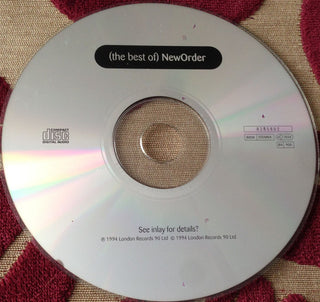 (the best of) NewOrder
COMPACT
disc
DIGITAL AUDIO
See inlay for details?
℗ 1994 London Records 90 Ltd © 1994 London Records 90 Ltd.